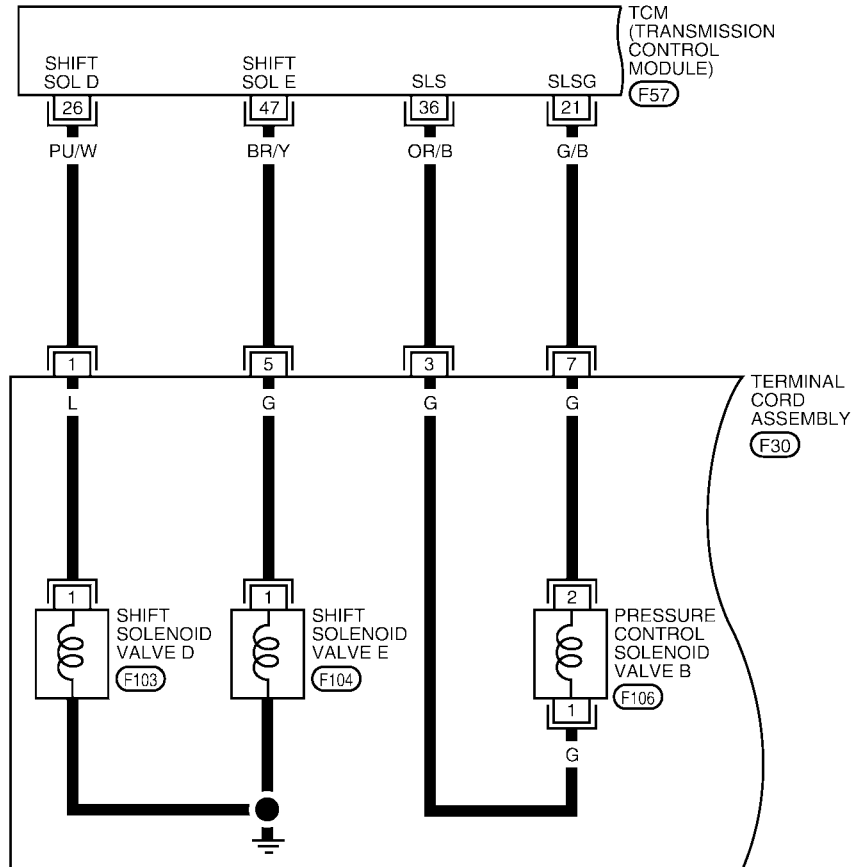 TCM
(TRANSMISSION
CONTROL
MODULE)
F57
SHIFT
SOL D
SHIFT
SOL E
SLS
SLSG
26
47
36
21
PU/W
BR/Y
OR/B
G/B
1
5
3
7
L
G
G
G
TERMINAL
CORD
ASSEMBLY
F30
1
1
2
SHIFT
SOLENOID
VALVE D
F103
SHIFT
SOLENOID
VALVE E
F104
PRESSURE
CONTROL
SOLENOID
VALVE B
F106
1
G